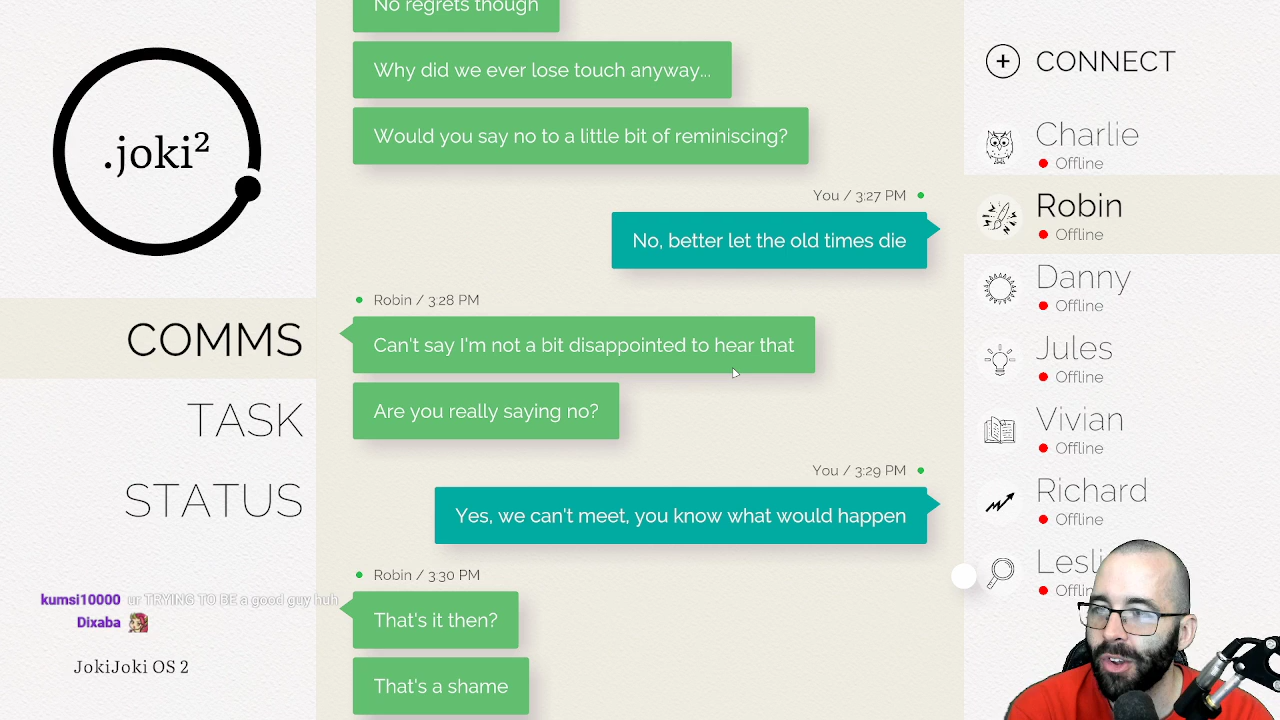 .joki²
COMMS
TASK
STATUS
kumsi10000 ur TRYING TO BE a good guy huh
Dixaba
JokiJoki OS 2
No regrets though
Why did we ever lose touch anyway...
Would you say no to a little bit of reminiscing?
You / 3:27 PM
No, better let the old times die
Robin / 3:28 PM
Can't say I'm not a bit disappointed to hear that
Are you really saying no?
You / 3:29 PM
Yes, we can't meet, you know what would happen
Robin / 3:30 PM
That's it then?
That's a shame
+ CONNECT
Charlie
Offline
Robin
Offline
Danny
Offline
Jules
Offline
Vivian
Offline
Richard
Offline